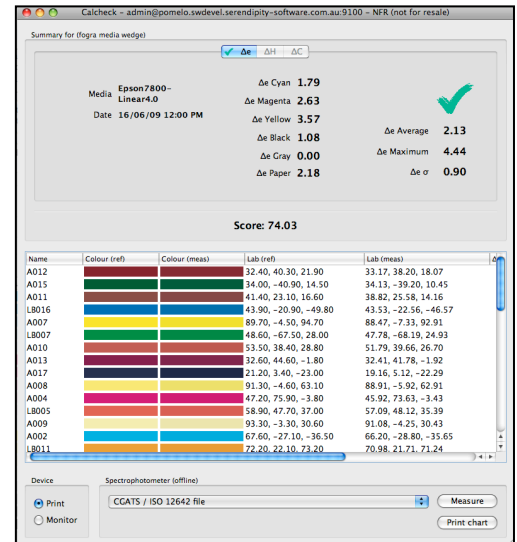 Calcheck - admin@pomelo.swdevel.serendipity-software.com.au:9100 - NFR (not for resale)
Summary for (fogra media wedge)
Δe ΔH ΔC
Media Epson7800-
Linear4.0
Date 16/06/09 12:00 PM
Δe Cyan 1.79
Δe Magenta 2.63
Δe Yellow 3.57
Δe Black 1.08
Δe Gray 0.00
Δe Paper 2.18
Δe Average 2.13
Δe Maximum 4.44
Δe σ 0.90
Score: 74.03
Name Colour (ref) Colour (meas) Lab (ref) Lab (meas)
A012 32.40, 40.30, 21.90 33.17, 38.20, 18.07
A015 34.00, -40.90, 14.50 34.13, -39.20, 10.45
A011 41.40, 23.10, 16.60 38.82, 25.58, 14.16
LB016 43.90, -20.90, -49.80 43.53, -22.56, -46.57
A007 89.70, -4.50, 94.70 88.47, -7.33, 92.91
LB007 48.60, -67.50, 28.00 47.78, -68.19, 24.93
A010 53.50, 38.40, 28.80 51.79, 39.66, 26.70
A013 32.60, 44.60, -1.80 32.41, 41.78, -1.92
A017 21.20, 3.40, -23.00 19.16, 5.12, -22.29
A008 91.30, -4.60, 63.10 88.91, -5.92, 62.91
A004 47.20, 75.90, -3.80 45.92, 73.63, -3.43
LB005 58.90, 47.70, 37.00 57.09, 48.12, 35.39
A009 93.30, -3.30, 30.60 91.08, -4.25, 30.43
A002 67.60, -27.10, -36.50 66.20, -28.80, -35.65
LB011 72.20, 22.10, 73.20 70.98, 21.71, 71.24
Device
Print
Monitor
Spectrophotometer (offline)
CGATS / ISO 12642 file
Measure
Print chart